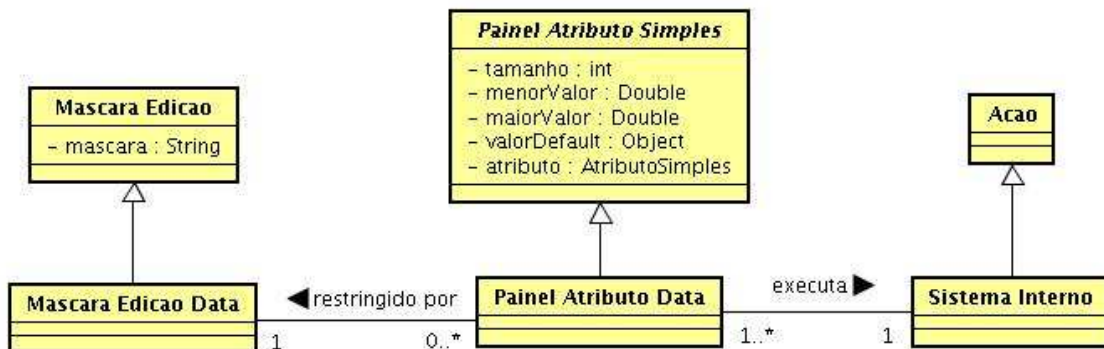 Painel Atributo Simples
- tamanho : int
- menorValor : Double
- maiorValor : Double
- valorDefault : Object
- atributo : AtributoSimples
Mascara Edicao
- mascara : String
Acao
Mascara Edicao Data
◀restringido por
1
0..*
Painel Atributo Data
executa▶
1..*
1
Sistema Interno